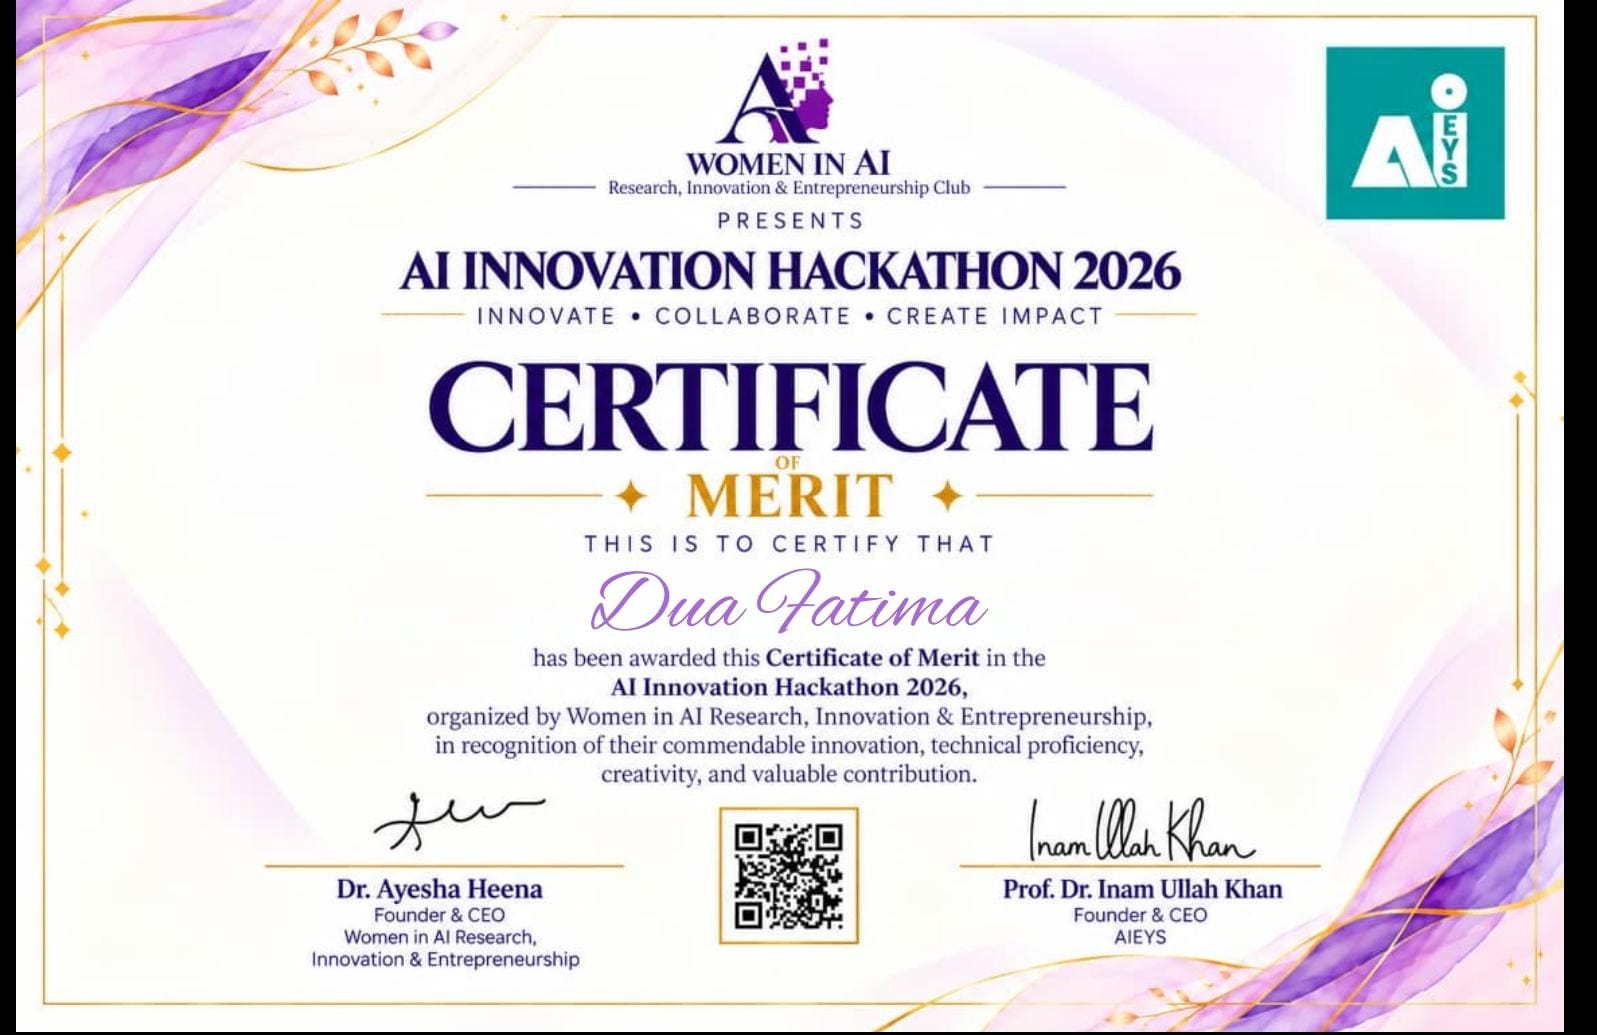 WOMEN IN AI
Research, Innovation & Entrepreneurship Club
PRESENTS
AI INNOVATION HACKATHON 2026
INNOVATE • COLLABORATE • CREATE IMPACT
CERTIFICATE
OF
MERIT
THIS IS TO CERTIFY THAT
Dua Fatima
has been awarded this Certificate of Merit in the
AI Innovation Hackathon 2026,
organized by Women in AI Research, Innovation & Entrepreneurship,
in recognition of their commendable innovation, technical proficiency,
creativity, and valuable contribution.
Inam Ullah Khan
Dr. Ayesha Heena
Founder & CEO
Women in AI Research,
Innovation & Entrepreneurship
Prof. Dr. Inam Ullah Khan
Founder & CEO
AIEYS
AiEYS